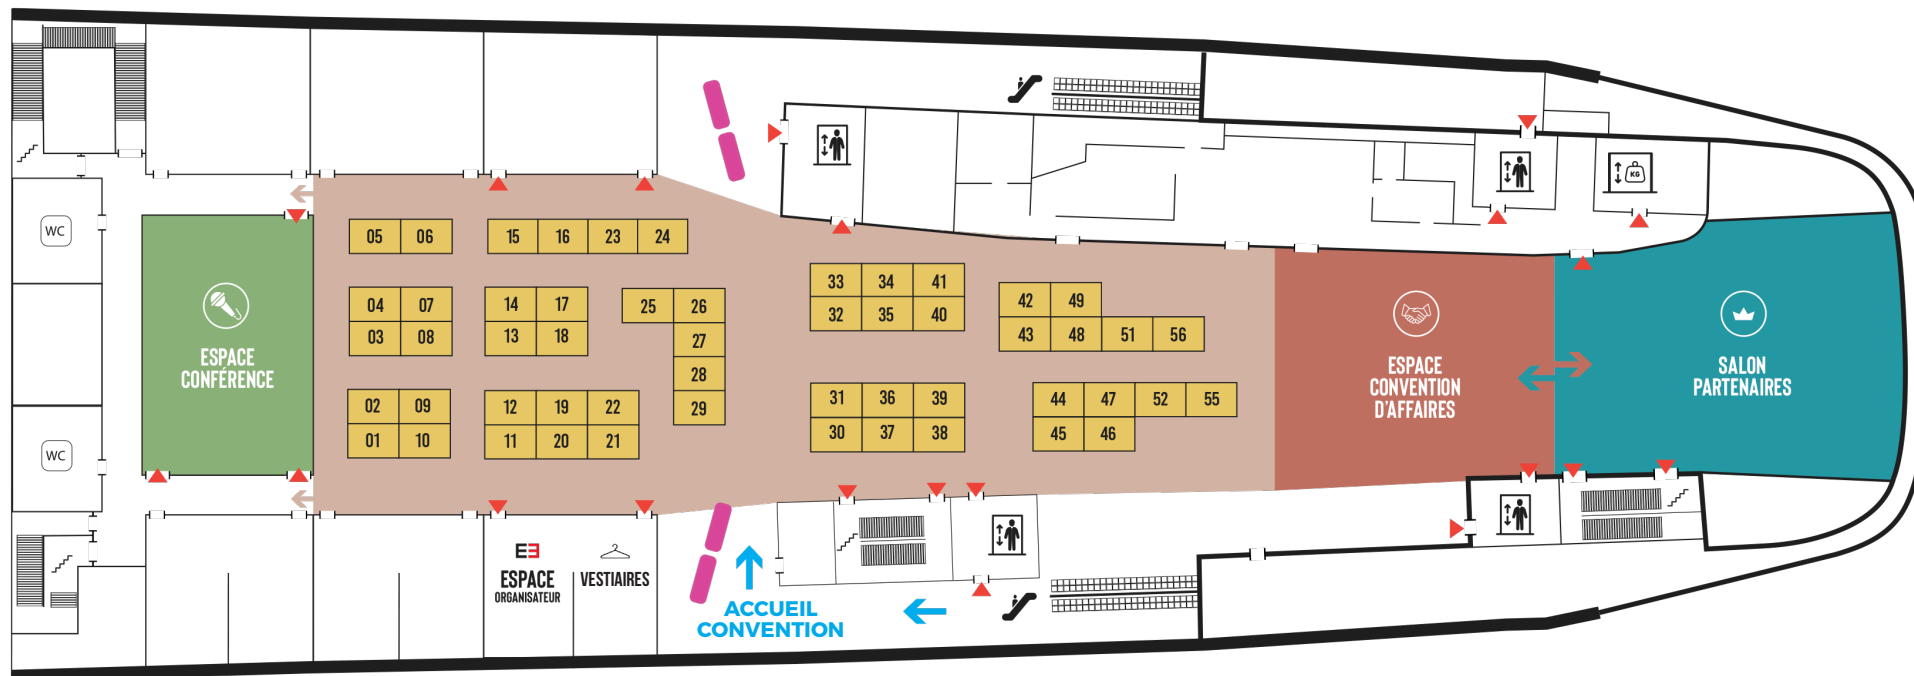 WC
WC
ESPACE
CONFÉRENCE
05 06
04 07
03 08
02 09
01 10
15 16 23 24
14 17
13 18
12 19 22
11 20 21
25 26
27
28
29
33 34 41
32 35 40
31 36 39
30 37 38
42 49
43 48 51 56
44 47 52 55
45 46
KG
ESPACE
CONVENTION
D'AFFAIRES
SALON
PARTENAIRES
EE
ESPACE
ORGANISATEUR
VESTIAIRES
ACCUEIL
CONVENTION